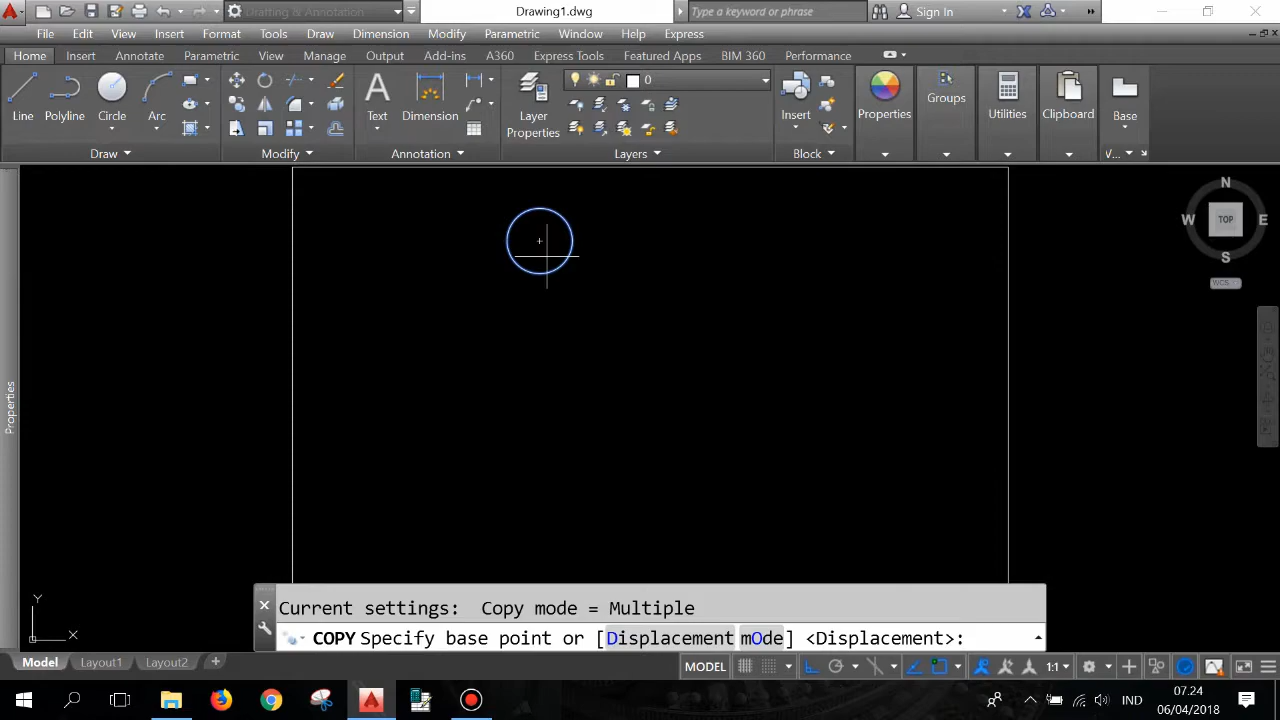 Drafting & Annotation
Drawing1.dwg
Type a keyword or phrase
Sign In
File Edit View Insert Format Tools Draw Dimension Modify Parametric Window Help Express
Home Insert Annotate Parametric View Manage Output Add-ins A360 Express Tools Featured Apps BIM 360 Performance
0
Line Polyline Circle Arc Text Dimension Layer Properties Insert Properties Groups Utilities Clipboard Base
Draw Modify Annotation Layers Block V...
N
W TOP E
S
WCS
Properties
Y
X
Current settings: Copy mode = Multiple
COPY Specify base point or [Displacement mOde] <Displacement>:
Model Layout1 Layout2 +
MODEL 1:1
IND
07.24
06/04/2018